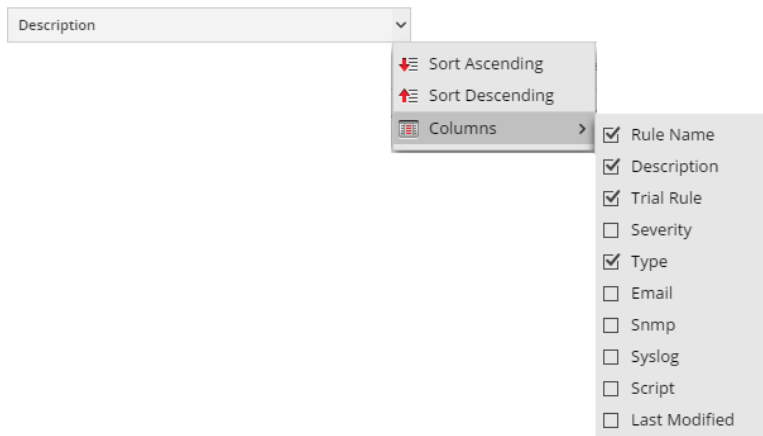 Description
Sort Ascending
Sort Descending
Columns
Rule Name
Description
Trial Rule
Severity
Type
Email
Snmp
Syslog
Script
Last Modified